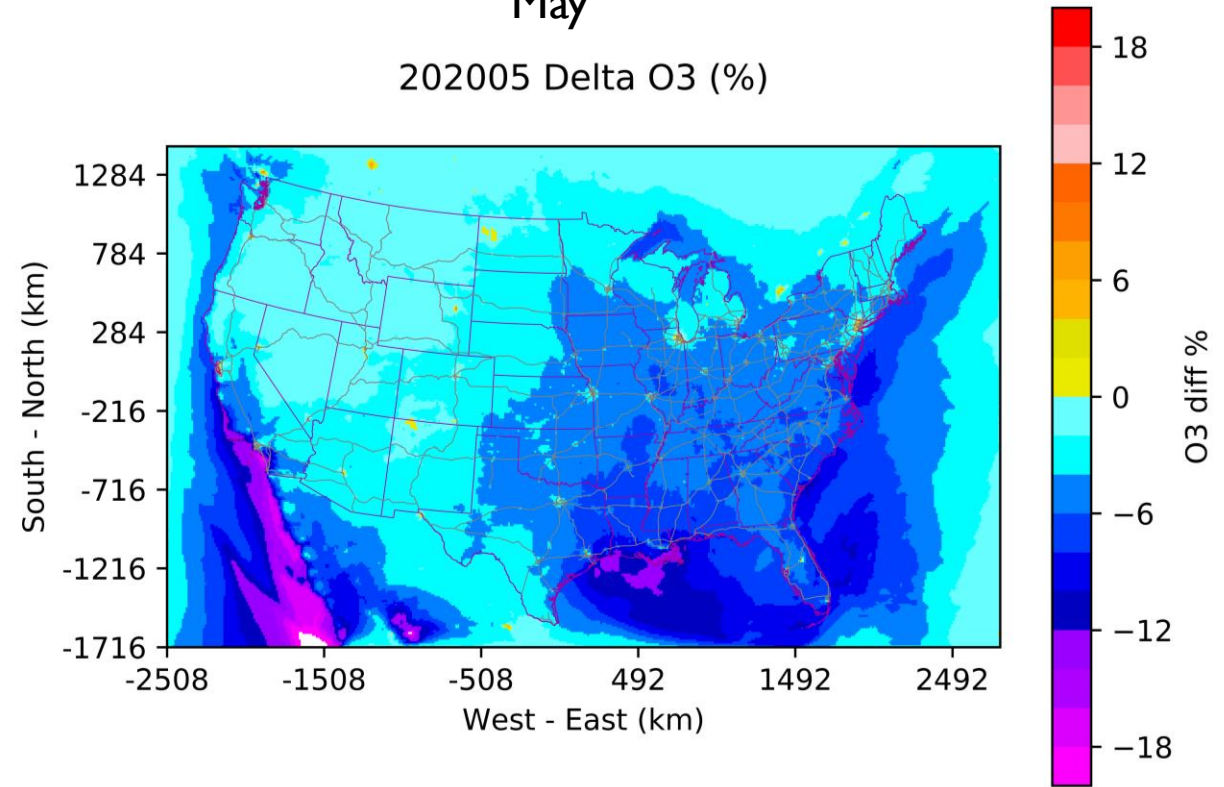 May
202005 Delta O3 (%)
1284
784
284
-216
-716
-1216
-1716
South - North (km)
-2508 -1508 -508 492 1492 2492
West - East (km)
18
12
6
0
−6
−12
−18
O3 diff %